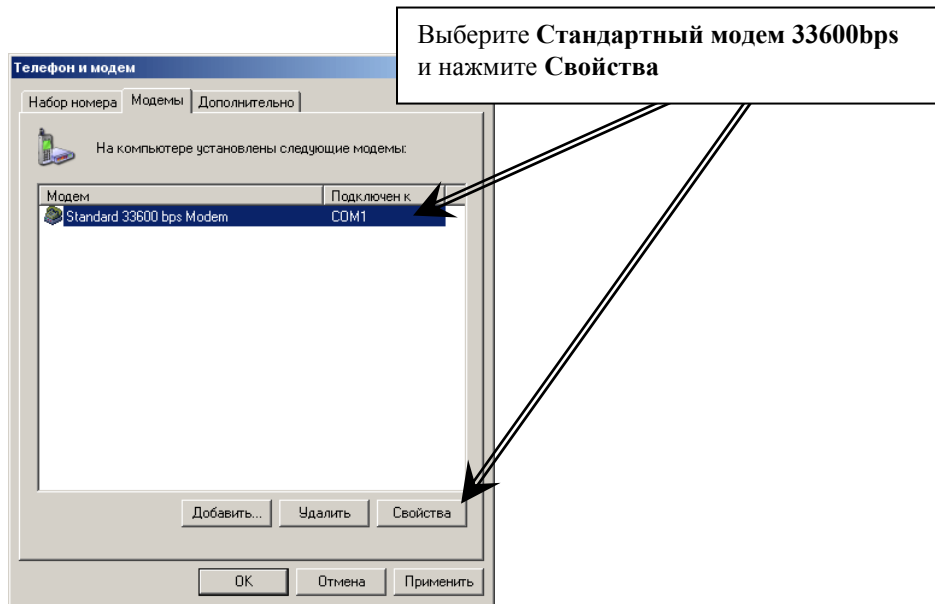 Выберите Стандартный модем 33600bps
и нажмите Свойства
Телефон и модем
Набор номера Модемы Дополнительно
На компьютере установлены следующие модемы:
Модем Подключен к
Standard 33600 bps Modem COM1
Добавить... Удалить Свойства
OK Отмена Применить